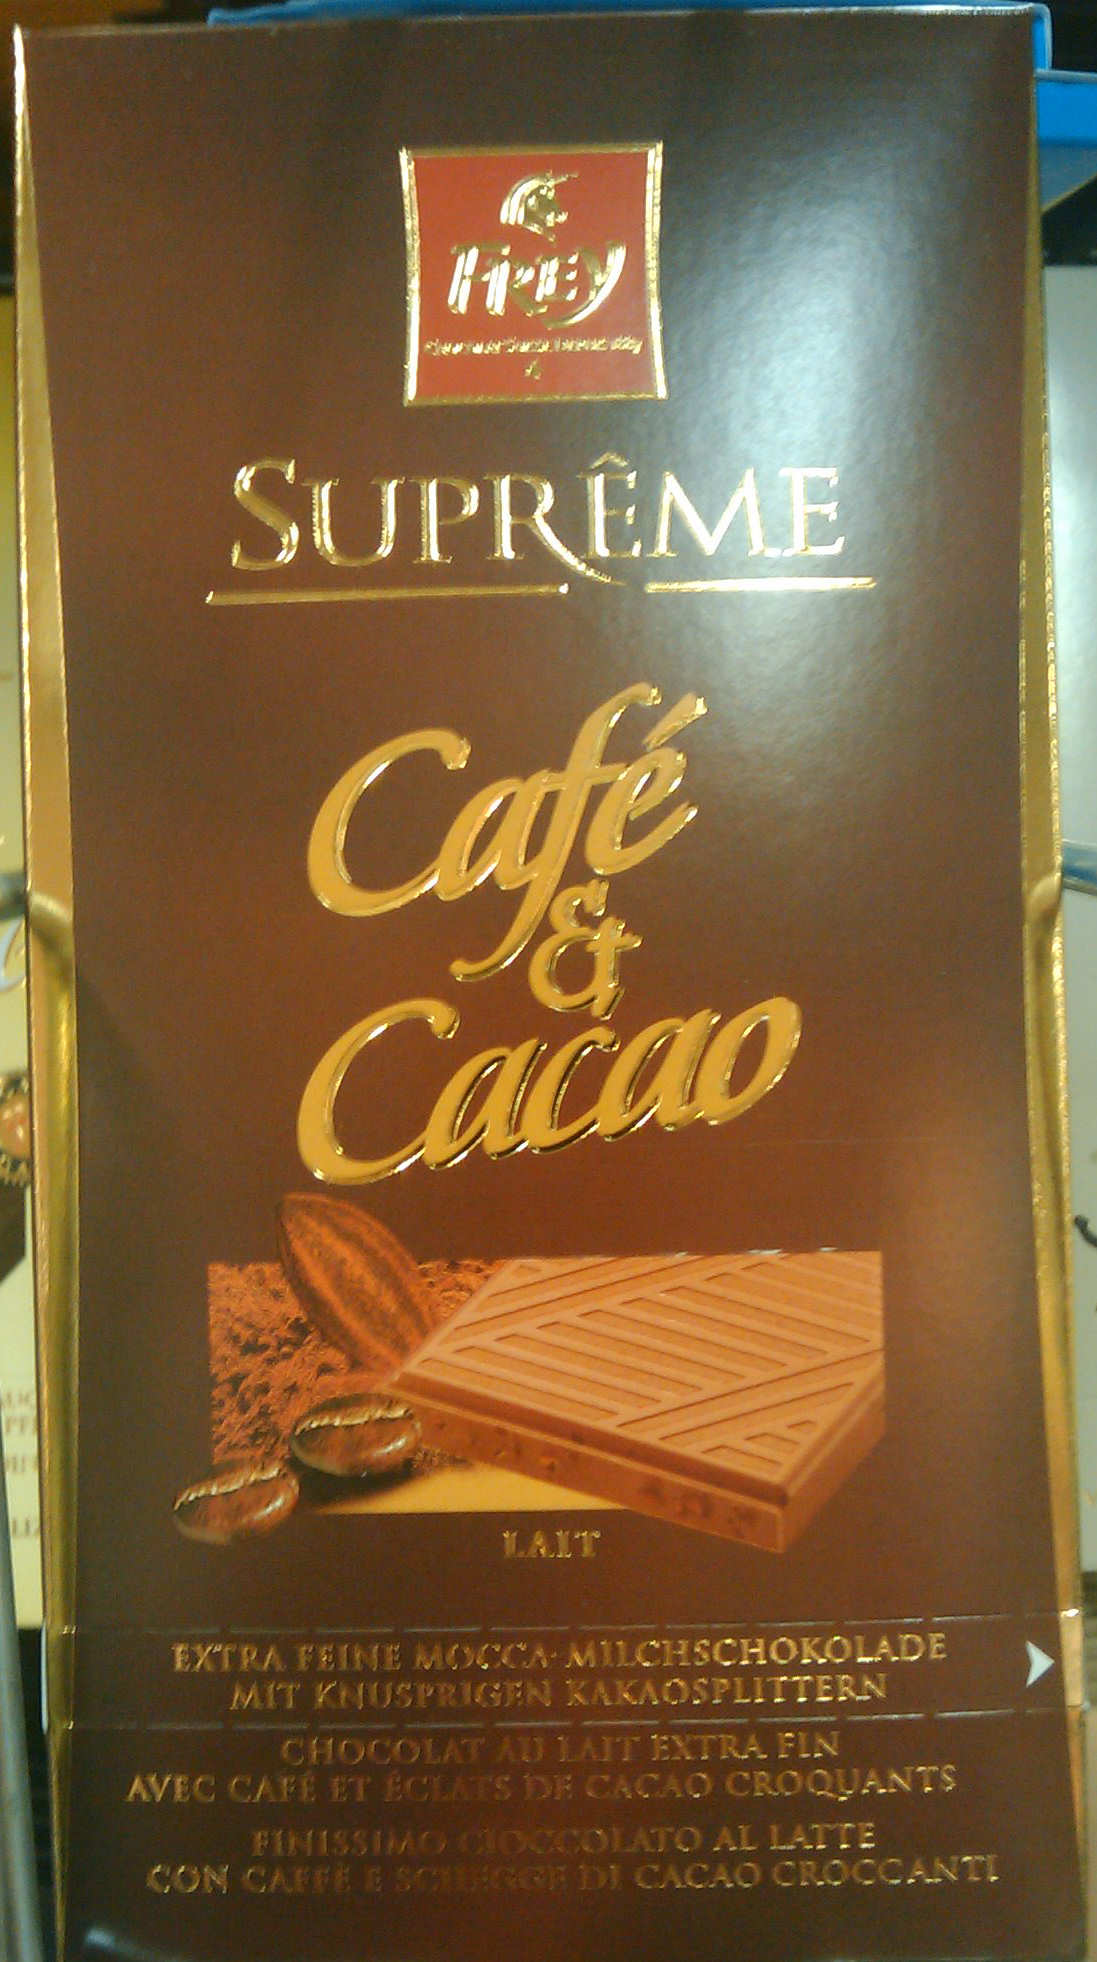 FREY
SUPRÊME
Café
&
Cacao
LAIT
EXTRA FEINE MOCCA-MILCHSCHOKOLADE
MIT KNUSPRIGEN KAKAOSPLITTERN
CHOCOLAT AU LAIT EXTRA FIN
AVEC CAFÉ ET ÉCLATS DE CACAO CROQUANTS
FINISSIMO CIOCCOLATO AL LATTE
CON CAFFÈ E SCHEGGE DI CACAO CROCCANTI